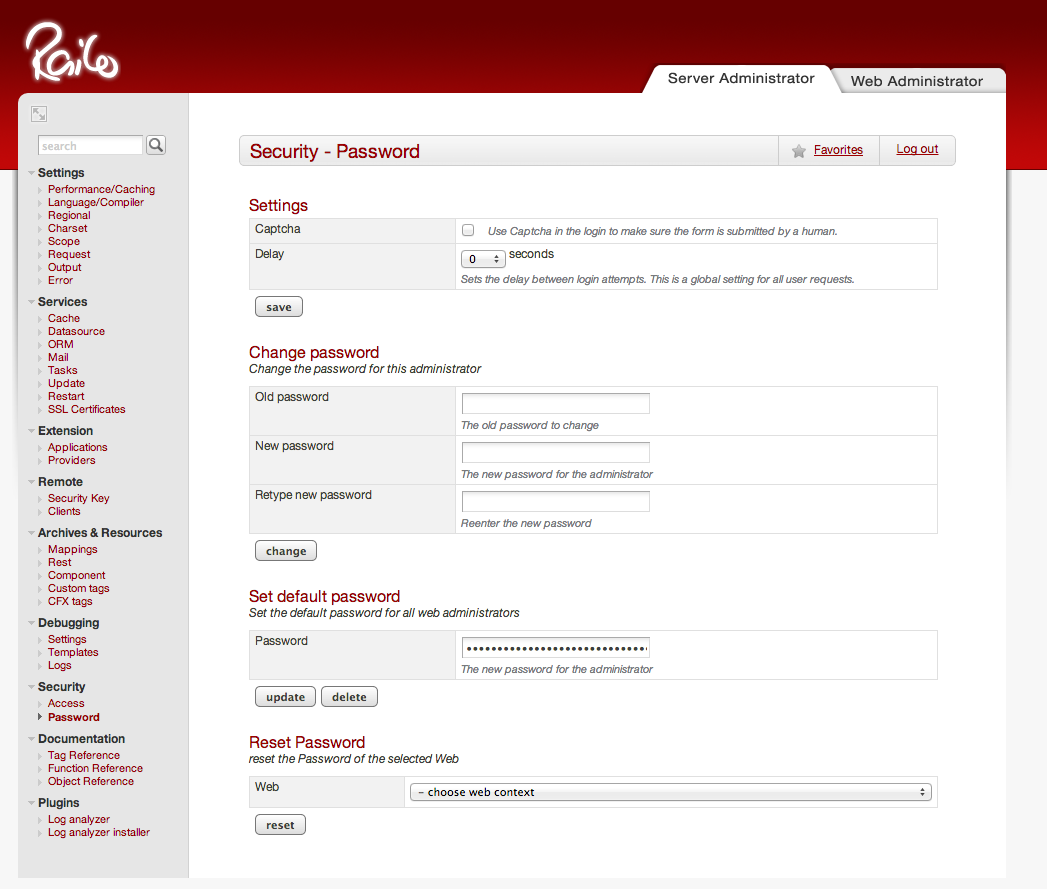 Railo
Server Administrator
Web Administrator
search
Settings
Performance/Caching
Language/Compiler
Regional
Charset
Scope
Request
Output
Error
Services
Cache
Datasource
ORM
Mail
Tasks
Update
Restart
SSL Certificates
Extension
Applications
Providers
Remote
Security Key
Clients
Archives & Resources
Mappings
Rest
Component
Custom tags
CFX tags
Debugging
Settings
Templates
Logs
Security
Access
Password
Documentation
Tag Reference
Function Reference
Object Reference
Plugins
Log analyzer
Log analyzer installer
Security - Password
Favorites
Log out
Settings
Captcha
Use Captcha in the login to make sure the form is submitted by a human.
Delay
0 seconds
Sets the delay between login attempts. This is a global setting for all user requests.
save
Change password
Change the password for this administrator
Old password
The old password to change
New password
The new password for the administrator
Retype new password
Reenter the new password
change
Set default password
Set the default password for all web administrators
Password
••••••••••••••••••••••••••••••
The new password for the administrator
update delete
Reset Password
reset the Password of the selected Web
Web
- choose web context
reset